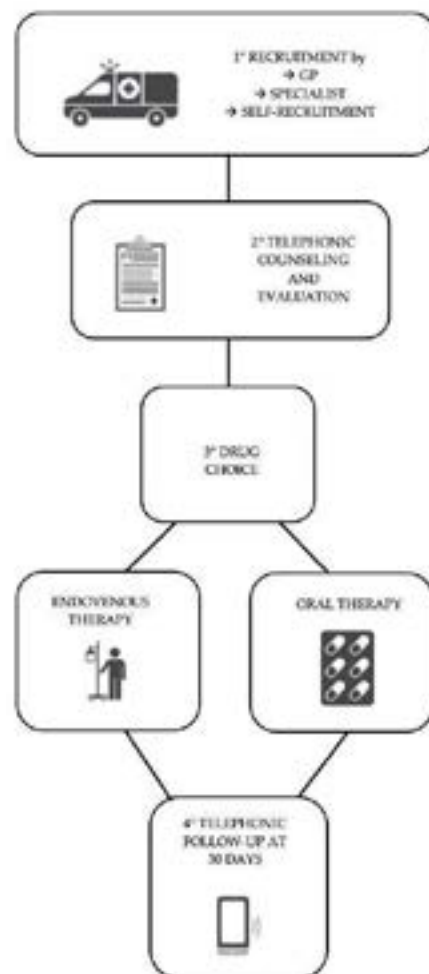 1° RECRUITMENT by
→ GP
→ SPECIALIST
→ SELF-RECRUITMENT
2° TELEPHONIC
COUNSELING
AND
EVALUATION
3° DRUG
CHOICE
ENDOVENOUS
THERAPY
ORAL THERAPY
4° TELEPHONIC
FOLLOW-UP AT
30 DAYS